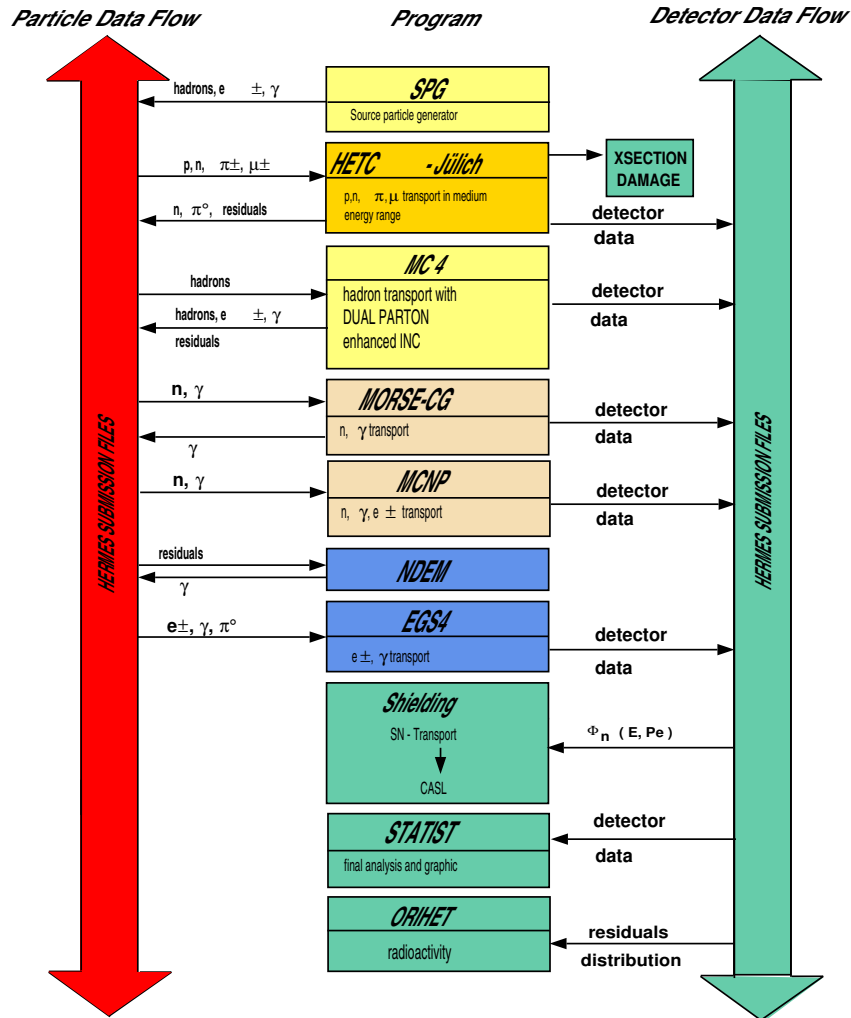 Particle Data Flow
Program
Detector Data Flow
HERMES SUBMISSION FILES
hadrons, e ±, γ
SPG
Source particle generator
p, n, π±, μ±
n, π°, residuals
HETC - Jülich
p,n, π, μ transport in medium
energy range
XSECTION
DAMAGE
detector
data
hadrons
hadrons, e ±, γ
residuals
MC 4
hadron transport with
DUAL PARTON
enhanced INC
detector
data
n, γ
γ
MORSE-CG
n, γ transport
detector
data
n, γ
MCNP
n, γ, e ± transport
detector
data
residuals
γ
NDEM
e±, γ, π°
EGS4
e ±, γ transport
detector
data
Shielding
SN - Transport
CASL
Φn ( E, Pe )
STATIST
final analysis and graphic
detector
data
ORIHET
radioactivity
residuals
distribution
HERMES SUBMISSION FILES